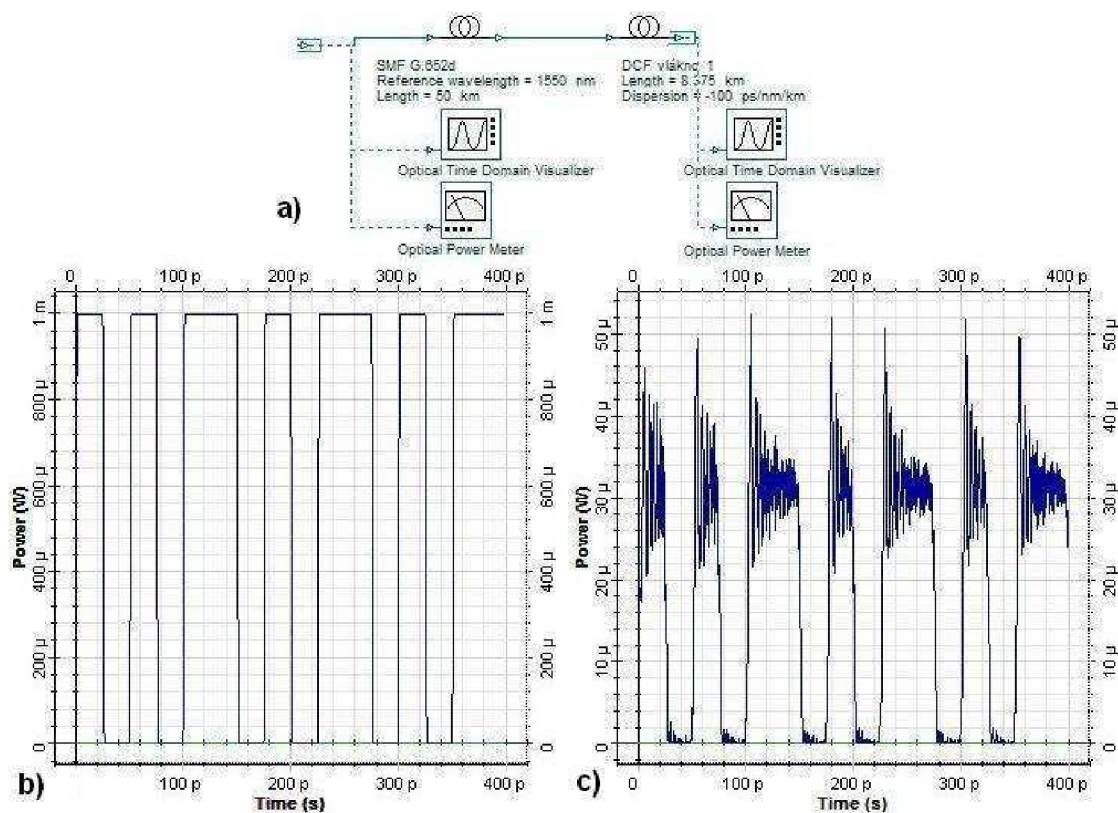 SMF G.652d
Reference wavelength = 1550 nm
Length = 50 km
DCF vlákno 1
Length = 8.375 km
Dispersion = -100 ps/nm/km
Optical Time Domain Visualizer
Optical Time Domain Visualizer
a)
Optical Power Meter
Optical Power Meter
0 100 p 200 p 300 p 400 p
1 m
800 µ
600 µ
400 µ
200 µ
0
Power (W)
1 m
800 µ
600 µ
400 µ
200 µ
0
0 100 p 200 p 300 p 400 p
Time (s)
b)
0 100 p 200 p 300 p 400 p
50 µ
40 µ
30 µ
20 µ
10 µ
0
Power (W)
50 µ
40 µ
30 µ
20 µ
10 µ
0
0 100 p 200 p 300 p 400 p
Time (s)
c)